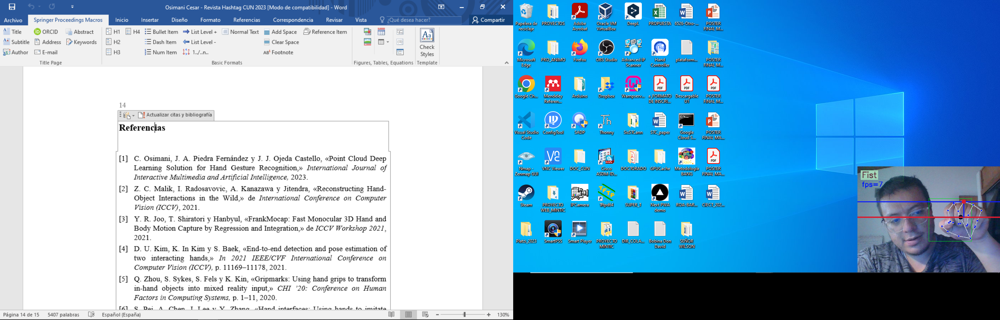 Osimani Cesar - Revista Hashtag CUN 2023 [Modo de compatibilidad] - Word
Archivo Springer Proceedings Macros Inicio Insertar Diseño Formato Referencias Correspondencia Revisar Vista ¿Qué desea hacer? Compartir
Title ORCID Abstract H1 H4 Bullet Item List Level + Normal Text Add Space Reference Item
Subtitle Address Keywords H2 Dash Item List Level - Clear Space
Author E-mail H3 Num Item 1../..n.. AB¹ Footnote
Check
Styles
Title Page Basic Formats Figures, Tables, Equations Template
14
Actualizar citas y bibliografía
Referencias
[1] C. Osimani, J. A. Piedra Fernández y J. J. Ojeda Castello, «Point Cloud Deep
Learning Solution for Hand Gesture Recognition,» International Journal of
Interactive Multimedia and Artificial Intelligence, 2023.
[2] Z. C. Malik, I. Radosavovic, A. Kanazawa y Jitendra, «Reconstructing Hand-
Object Interactions in the Wild,» de International Conference on Computer
Vision (ICCV), 2021.
[3] Y. R. Joo, T. Shiratori y Hanbyul, «FrankMocap: Fast Monocular 3D Hand and
Body Motion Capture by Regression and Integration,» de ICCV Workshop 2021,
2021.
[4] D. U. Kim, K. In Kim y S. Baek, «End-to-end detection and pose estimation of
two interacting hands,» In 2021 IEEE/CVF International Conference on
Computer Vision (ICCV), p. 11169–11178, 2021.
[5] Q. Zhou, S. Sykes, S. Fels y K. Kin, «Gripmarks: Using hand grips to transform
in-hand objects into mixed reality input,» CHI ’20: Conference on Human
Factors in Computing Systems, p. 1–11, 2020.
[6] S. Pei, A. Chen, J. Lee y Y. Zhang, «Hand interfaces: Using hands to imitate
Página 14 de 15 5407 palabras Español (España) 130%
Papelera de reciclaje
PROYECTOS
Adobe Acrobat
Oracle VM VirtualBox
DeepL
PROPUESTA
6526-Otro-...
POSTER FINAL M...
Microsoft Edge
PRO_ANIMO
Firefox
OBS Studio
Advanced IP Scanner
Hand Controller
plataform...
POSTER FINAL M...
Google Ch...
Mendeley Referen...
Arduino
Dropbox
Wampserv...
a_FORMATO DE INSCRI...
Descargable U1
POSTER FINAL M...
Visual Studio Code
ConfigTool
SADP
Thonny
SisSTCann
STC_paper
Google Cloud S...
POSTER FINAL MA...
Nmap - Zenmap GUI
VNC Viewer
DOC_CUN
Cisco ASDM-ID...
DOCTORADO
GPUCache
Metodología BANG
POSTER FINAL MA...
Steam
PROYECTO WEB_MINTIC
IPCamera
Tftpd64
SUPER_T
Next PWA demo
ROA-BAR...
CIECT_202...
Platzi_2023
SmartPSS
Smart Player
PROYECTO MINTIC
DIR_COLA...
Bobina Don David
SEÑOR WILSON
Fist
fps=7